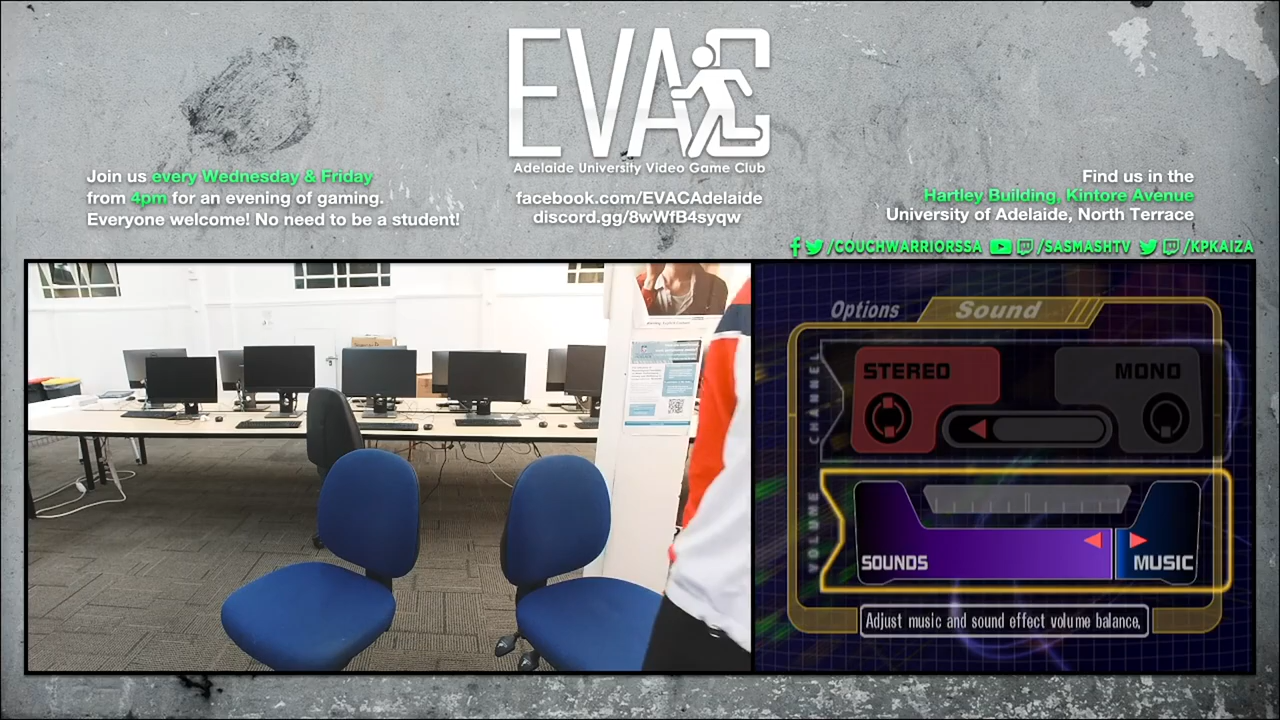 EVAC
Adelaide University Video Game Club
Join us every Wednesday & Friday
from 4pm for an evening of gaming.
Everyone welcome! No need to be a student!
facebook.com/EVACAdelaide
discord.gg/8wWfB4syqw
Find us in the
Hartley Building, Kintore Avenue
University of Adelaide, North Terrace
/COUCHWARRIORSSA /SASMASHTV /KPKAIZA
Options Sound
CHANNEL
STEREO MONO
VOLUME
SOUNDS MUSIC
Adjust music and sound effect volume balance.